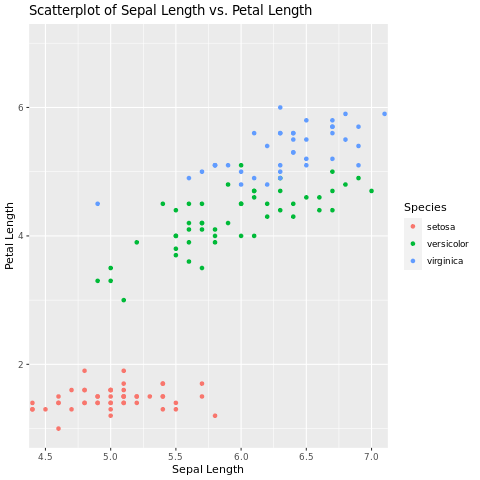 Scatterplot of Sepal Length vs. Petal Length
6
4
2
Petal Length
4.5 5.0 5.5 6.0 6.5 7.0
Sepal Length
Species
setosa
versicolor
virginica